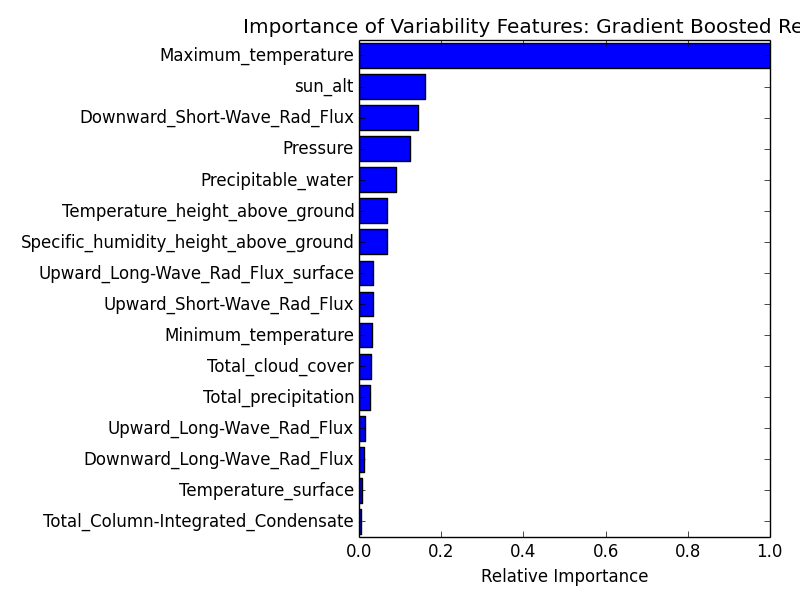 Importance of Variability Features: Gradient Boosted Re
Maximum_temperature
sun_alt
Downward_Short-Wave_Rad_Flux
Pressure
Precipitable_water
Temperature_height_above_ground
Specific_humidity_height_above_ground
Upward_Long-Wave_Rad_Flux_surface
Upward_Short-Wave_Rad_Flux
Minimum_temperature
Total_cloud_cover
Total_precipitation
Upward_Long-Wave_Rad_Flux
Downward_Long-Wave_Rad_Flux
Temperature_surface
Total_Column-Integrated_Condensate
0.0 0.2 0.4 0.6 0.8 1.0
Relative Importance